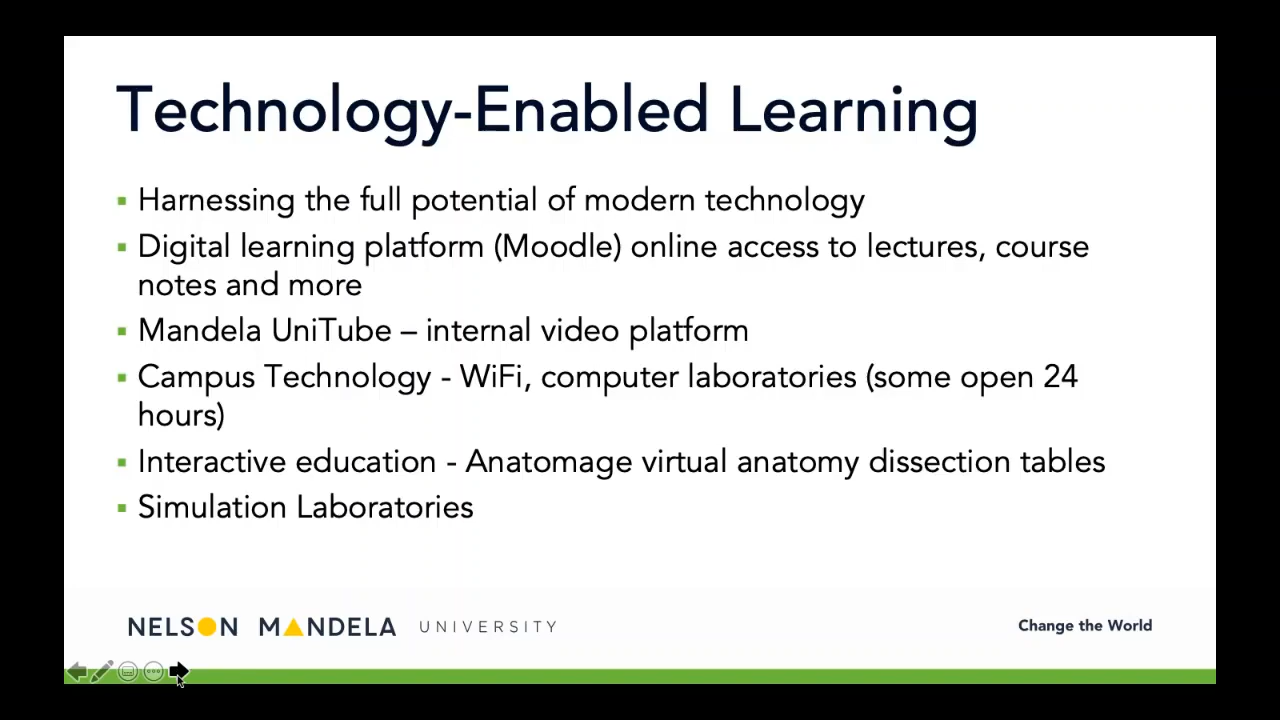 Technology-Enabled Learning
▪ Harnessing the full potential of modern technology
▪ Digital learning platform (Moodle) online access to lectures, course
notes and more
▪ Mandela UniTube – internal video platform
▪ Campus Technology - WiFi, computer laboratories (some open 24
hours)
▪ Interactive education - Anatomage virtual anatomy dissection tables
▪ Simulation Laboratories
NELSON MANDELA UNIVERSITY
Change the World